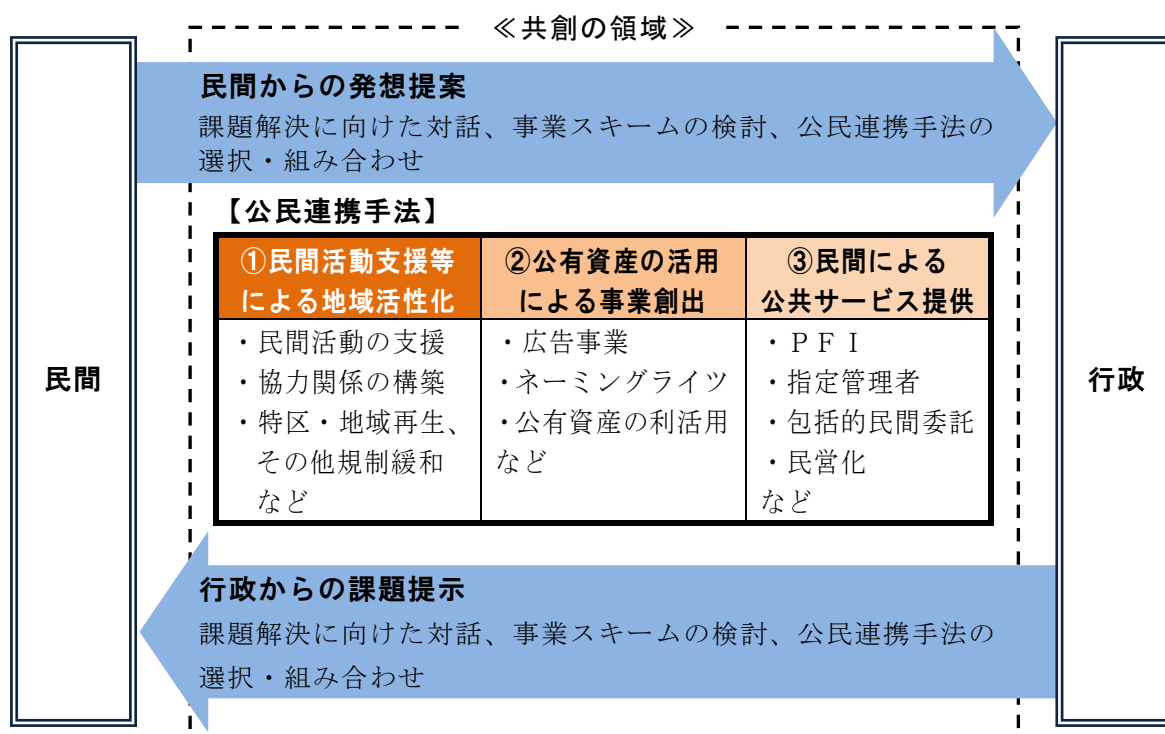 ≪共創の領域≫
民間からの発想提案
課題解決に向けた対話、事業スキームの検討、公民連携手法の
選択・組み合わせ
【公民連携手法】
①民間活動支援等
による地域活性化
・民間活動の支援
・協力関係の構築
・特区・地域再生、
その他規制緩和
など
②公有資産の活用
による事業創出
・広告事業
・ネーミングライツ
・公有資産の利活用
など
③民間による
公共サービス提供
・ＰＦＩ
・指定管理者
・包括的民間委託
・民営化
など
民間
行政
行政からの課題提示
課題解決に向けた対話、事業スキームの検討、公民連携手法の
選択・組み合わせ